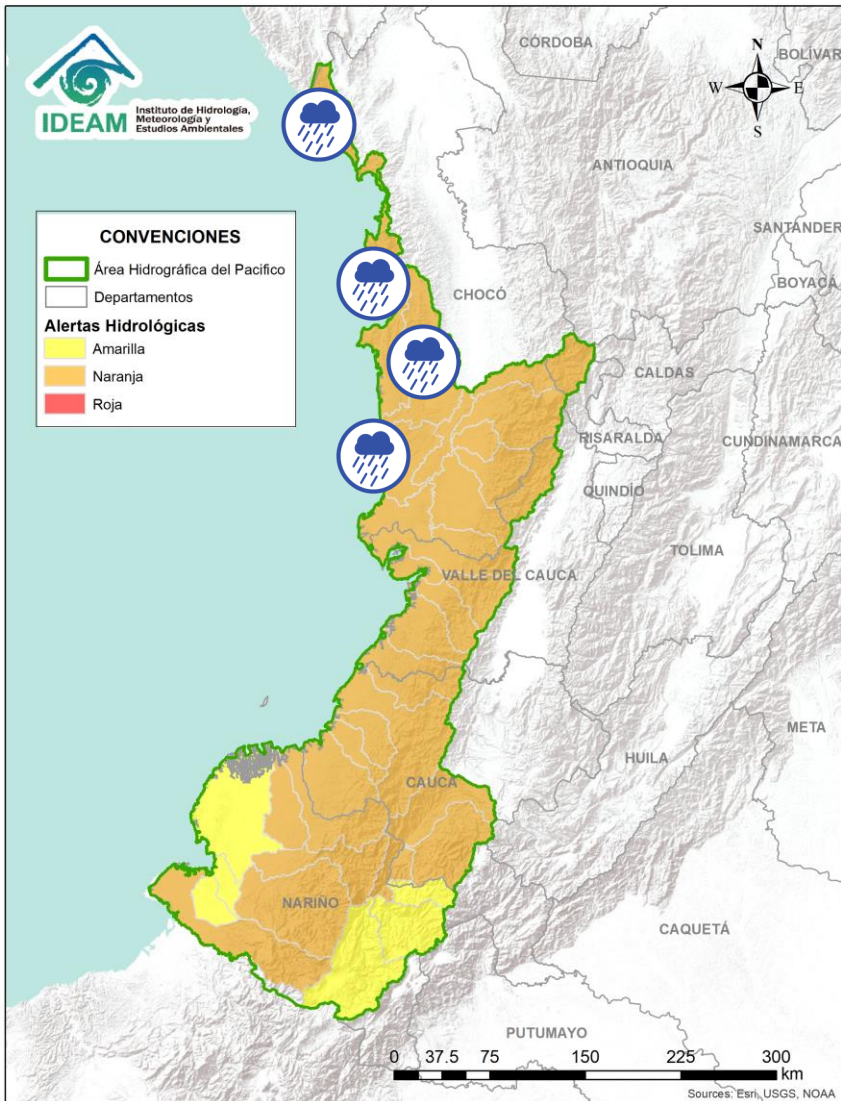 IDEAM
Instituto de Hidrología,
Meteorología y
Estudios Ambientales
CÓRDOBA
BOLÍVAR
N
W
E
S
ANTIOQUIA
SANTANDER
BOYACÁ
CONVENCIONES
Área Hidrográfica del Pacifico
Departamentos
Alertas Hidrológicas
Amarilla
Naranja
Roja
CHOCÓ
CALDAS
RISARALDA
CUNDINAMARCA
QUINDÍO
TOLIMA
VALLE DEL CAUCA
META
HUILA
CAUCA
NARIÑO
CAQUETÁ
PUTUMAYO
0 37.5 75 150 225 300
km
Sources: Esri, USGS, NOAA